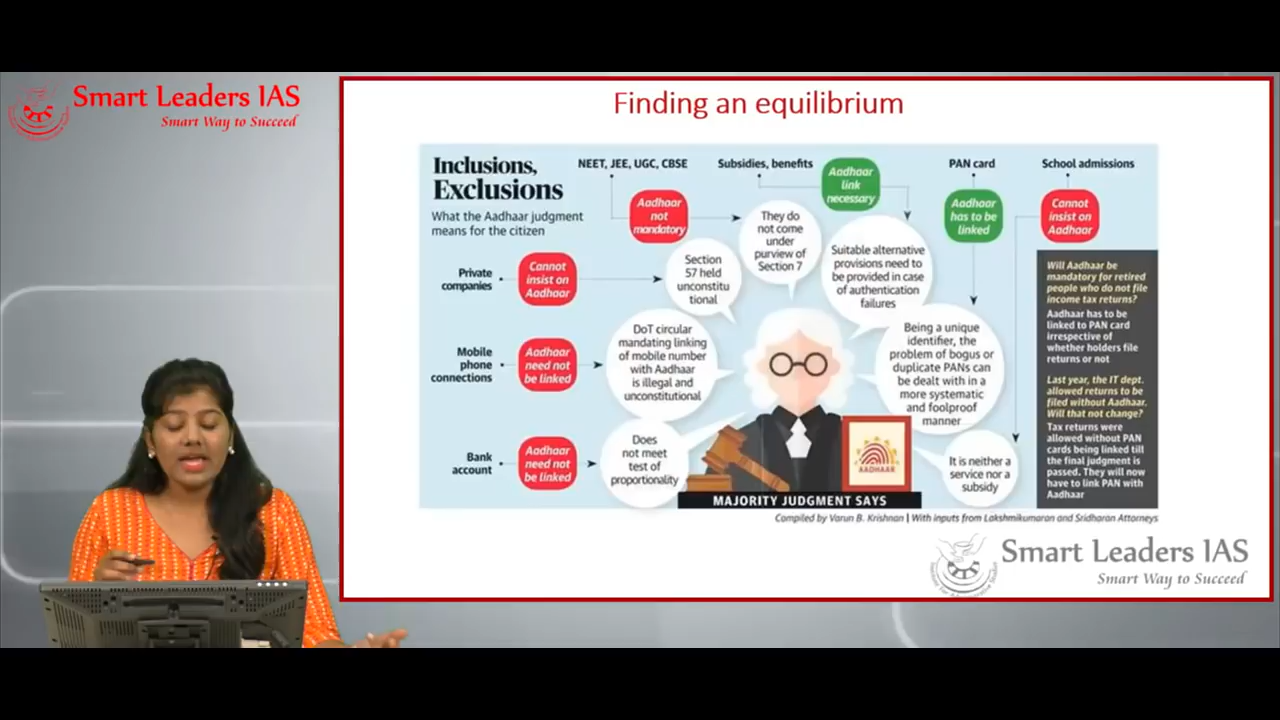 Smart Leaders IAS
Smart Way to Succeed
Finding an equilibrium
Inclusions,
Exclusions
What the Aadhaar judgment
means for the citizen
NEET, JEE, UGC, CBSE
Aadhaar
not
mandatory
They do
not come
under
purview of
Section 7
Subsidies, benefits
Aadhaar
link
necessary
Suitable alternative
provisions need to
be provided in case
of authentication
failures
PAN card
Aadhaar
has to be
linked
Being a unique
identifier, the
problem of bogus or
duplicate PANs can
be dealt with in a
more systematic
and foolproof
manner
School admissions
Cannot
insist on
Aadhaar
It is neither a
service nor a
subsidy
Private
companies
Cannot
insist on
Aadhaar
Section
57 held
unconstitu
tional
Mobile
phone
connections
Aadhaar
need not
be linked
DoT circular
mandating linking
of mobile number
with Aadhaar
is illegal and
unconstitutional
Bank
account
Aadhaar
need not
be linked
Does
not meet
test of
proportionality
AADHAAR
MAJORITY JUDGMENT SAYS
Will Aadhaar be
mandatory for retired
people who do not file
income tax returns?
Aadhaar has to be
linked to PAN card
irrespective of
whether holders file
returns or not
Last year, the IT dept.
allowed returns to be
filed without Aadhaar.
Will that not change?
Tax returns were
allowed without PAN
cards being linked till
the final judgment is
passed. They will now
have to link PAN with
Aadhaar
Compiled by Varun B. Krishnan | With inputs from Lakshmikumaran and Sridharan Attorneys
Smart Leaders IAS
Smart Way to Succeed